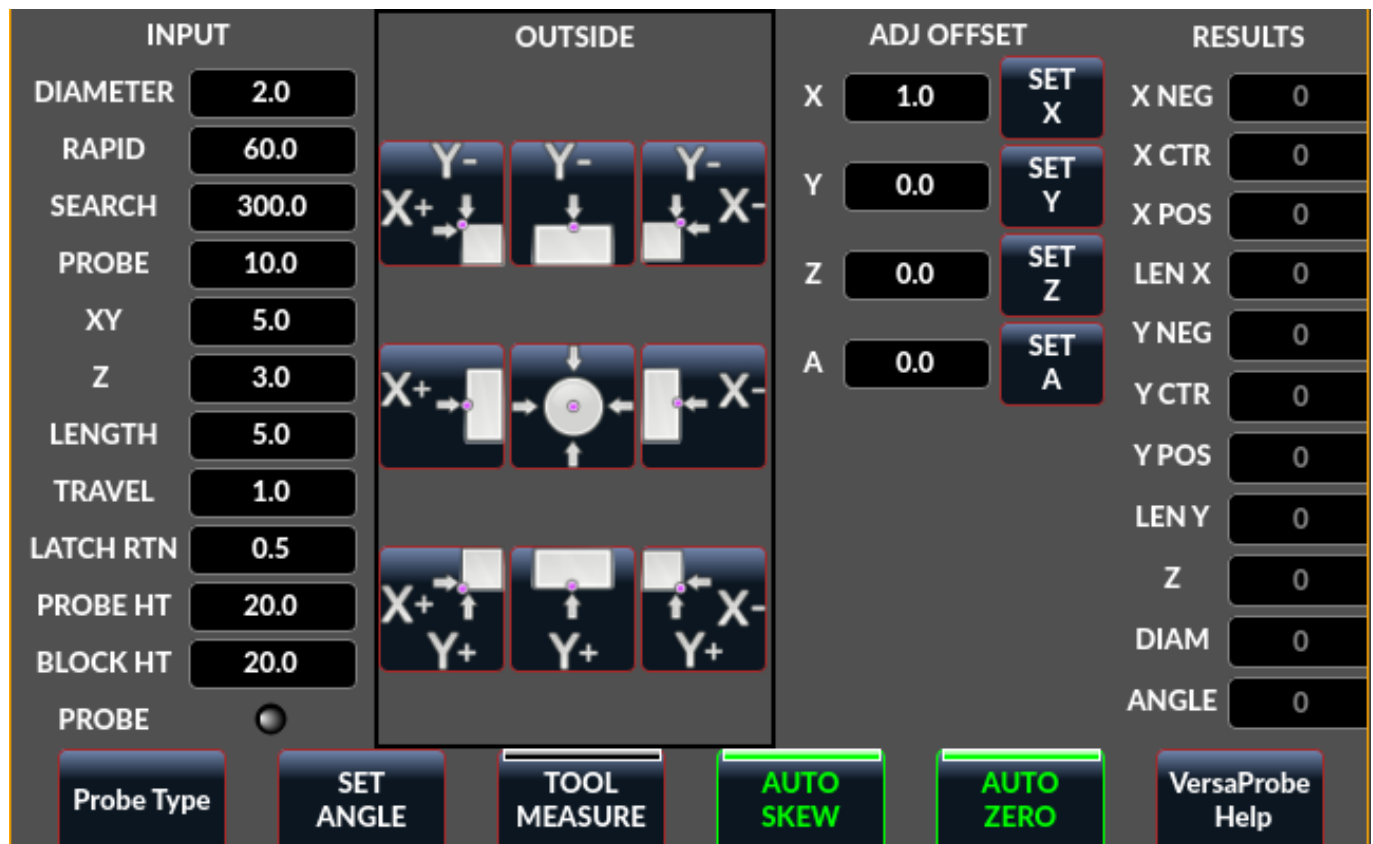 INPUT
DIAMETER 2.0
RAPID 60.0
SEARCH 300.0
PROBE 10.0
XY 5.0
Z 3.0
LENGTH 5.0
TRAVEL 1.0
LATCH RTN 0.5
PROBE HT 20.0
BLOCK HT 20.0
PROBE
OUTSIDE
Y- Y- Y-
X+ X-
X+ X-
X+ X-
Y+ Y+ Y+
ADJ OFFSET
X 1.0 SET
X
Y 0.0 SET
Y
Z 0.0 SET
Z
A 0.0 SET
A
RESULTS
X NEG 0
X CTR 0
X POS 0
LEN X 0
Y NEG 0
Y CTR 0
Y POS 0
LEN Y 0
Z 0
DIAM 0
ANGLE 0
Probe Type
SET
ANGLE
TOOL
MEASURE
AUTO
SKEW
AUTO
ZERO
VersaProbe
Help